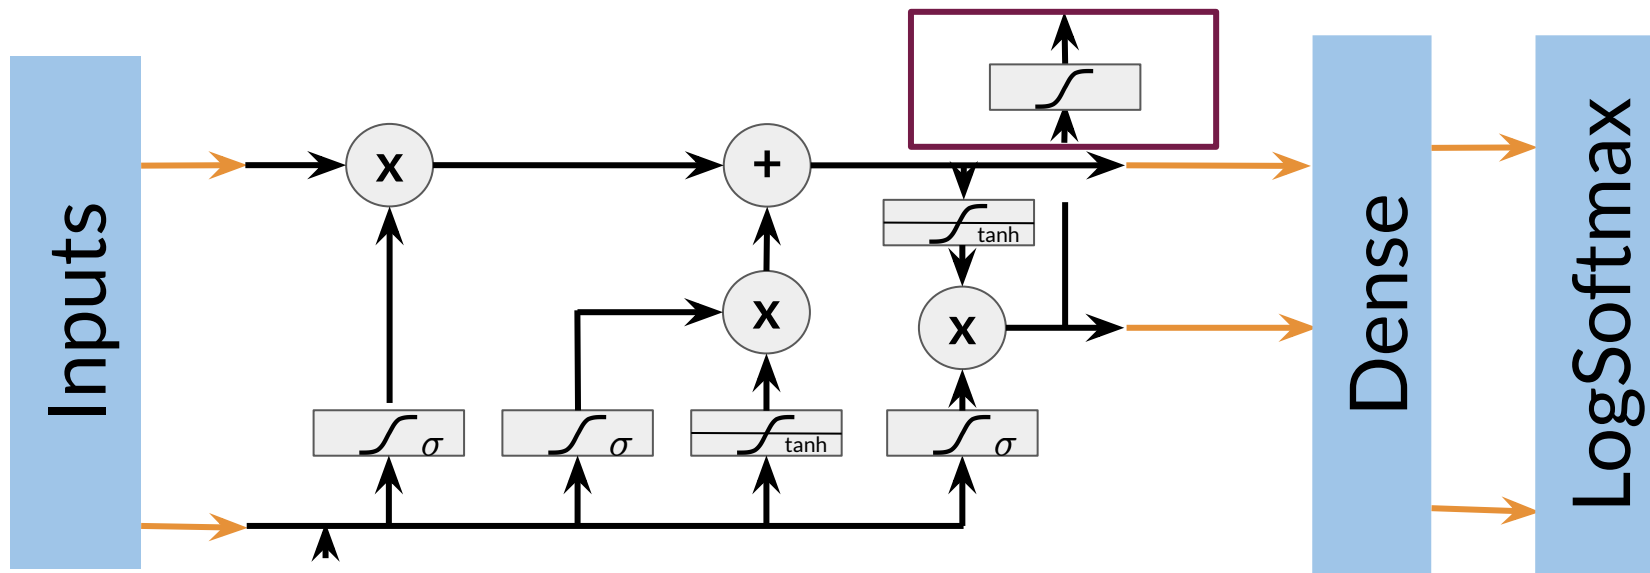 Inputs
x
+
x
tanh
x
σ
σ
tanh
σ
Dense
LogSoftmax